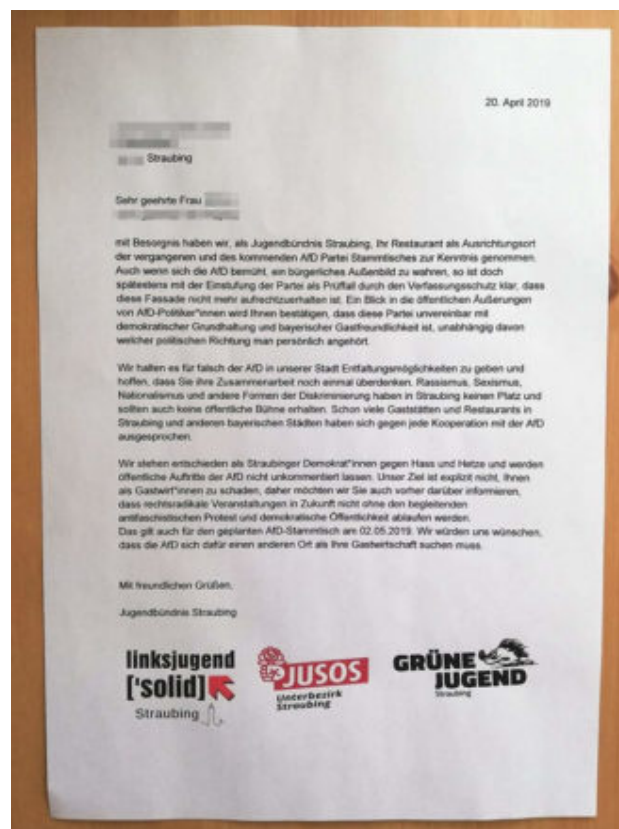 20. April 2019
Straubing
Sehr geehrte Frau
mit Besorgnis haben wir, als Jugendbündnis Straubing, Ihr Restaurant als Ausrichtungsort
der vergangenen und des kommenden AfD Partei Stammtisches zur Kenntnis genommen.
Auch wenn sich die AfD bemüht, ein bürgerliches Außenbild zu wahren, so ist doch
spätestens mit der Einstufung der Partei als Prüffall durch den Verfassungsschutz klar, dass
diese Fassade nicht mehr aufrechtzuerhalten ist. Ein Blick in die öffentlichen Äußerungen
von AfD-Politiker*innen wird Ihnen bestätigen, dass diese Partei unvereinbar mit
demokratischer Grundhaltung und bayerischer Gastfreundlichkeit ist, unabhängig davon
welcher politischen Richtung man persönlich angehört.
Wir halten es für falsch der AfD in unserer Stadt Entfaltungsmöglichkeiten zu geben und
hoffen, dass Sie ihre Zusammenarbeit noch einmal überdenken. Rassismus, Sexismus,
Nationalismus und andere Formen der Diskriminierung haben in Straubing keinen Platz und
sollten auch keine öffentliche Bühne erhalten. Schon viele Gaststätten und Restaurants in
Straubing und anderen bayerischen Städten haben sich gegen jede Kooperation mit der AfD
ausgesprochen.
Wir stehen entschieden als Straubinger Demokrat*innen gegen Hass und Hetze und werden
öffentliche Auftritte der AfD nicht unkommentiert lassen. Unser Ziel ist explizit nicht, Ihnen
als Gastwirt*innen zu schaden, daher möchten wir Sie auch vorher darüber informieren,
dass rechtsradikale Veranstaltungen in Zukunft nicht ohne den begleitenden
antifaschistischen Protest und demokratische Öffentlichkeit ablaufen werden.
Das gilt auch für den geplanten AfD-Stammtisch am 02.05.2019. Wir würden uns wünschen,
dass die AfD sich dafür einen anderen Ort als Ihre Gastwirtschaft suchen muss.
Mit freundlichen Grüßen,
Jugendbündnis Straubing
linksjugend
['solid]
Straubing
JUSOS
Unterbezirk
Straubing
GRÜNE
JUGEND
Straubing